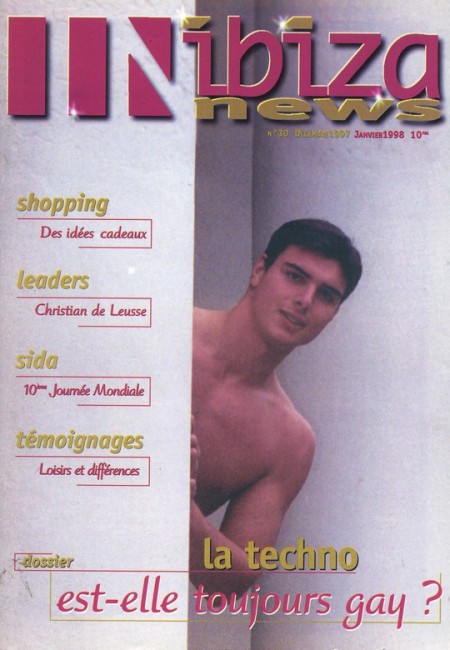 IN ibiza
news
N°30 DÉCEMBRE1997 JANVIER1998 10FRS
shopping
Des idées cadeaux
leaders
Christian de Leusse
sida
10ème Journée Mondiale
témoignages
Loisirs et différences
dossier
la techno
est-elle toujours gay ?